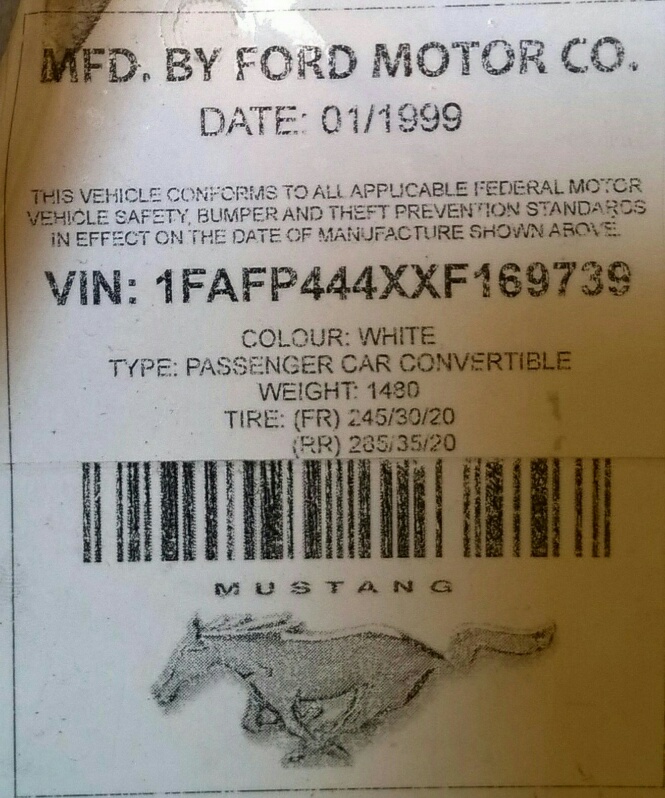 MFD. BY FORD MOTOR CO.
DATE: 01/1999
THIS VEHICLE CONFORMS TO ALL APPLICABLE FEDERAL MOTOR
VEHICLE SAFETY, BUMPER AND THEFT PREVENTION STANDARDS
IN EFFECT ON THE DATE OF MANUFACTURE SHOWN ABOVE.
VIN: 1FAFP444XXF169739
COLOUR: WHITE
TYPE: PASSENGER CAR CONVERTIBLE
WEIGHT: 1480
TIRE: (FR) 245/30/20
(RR) 285/35/20
MUSTANG